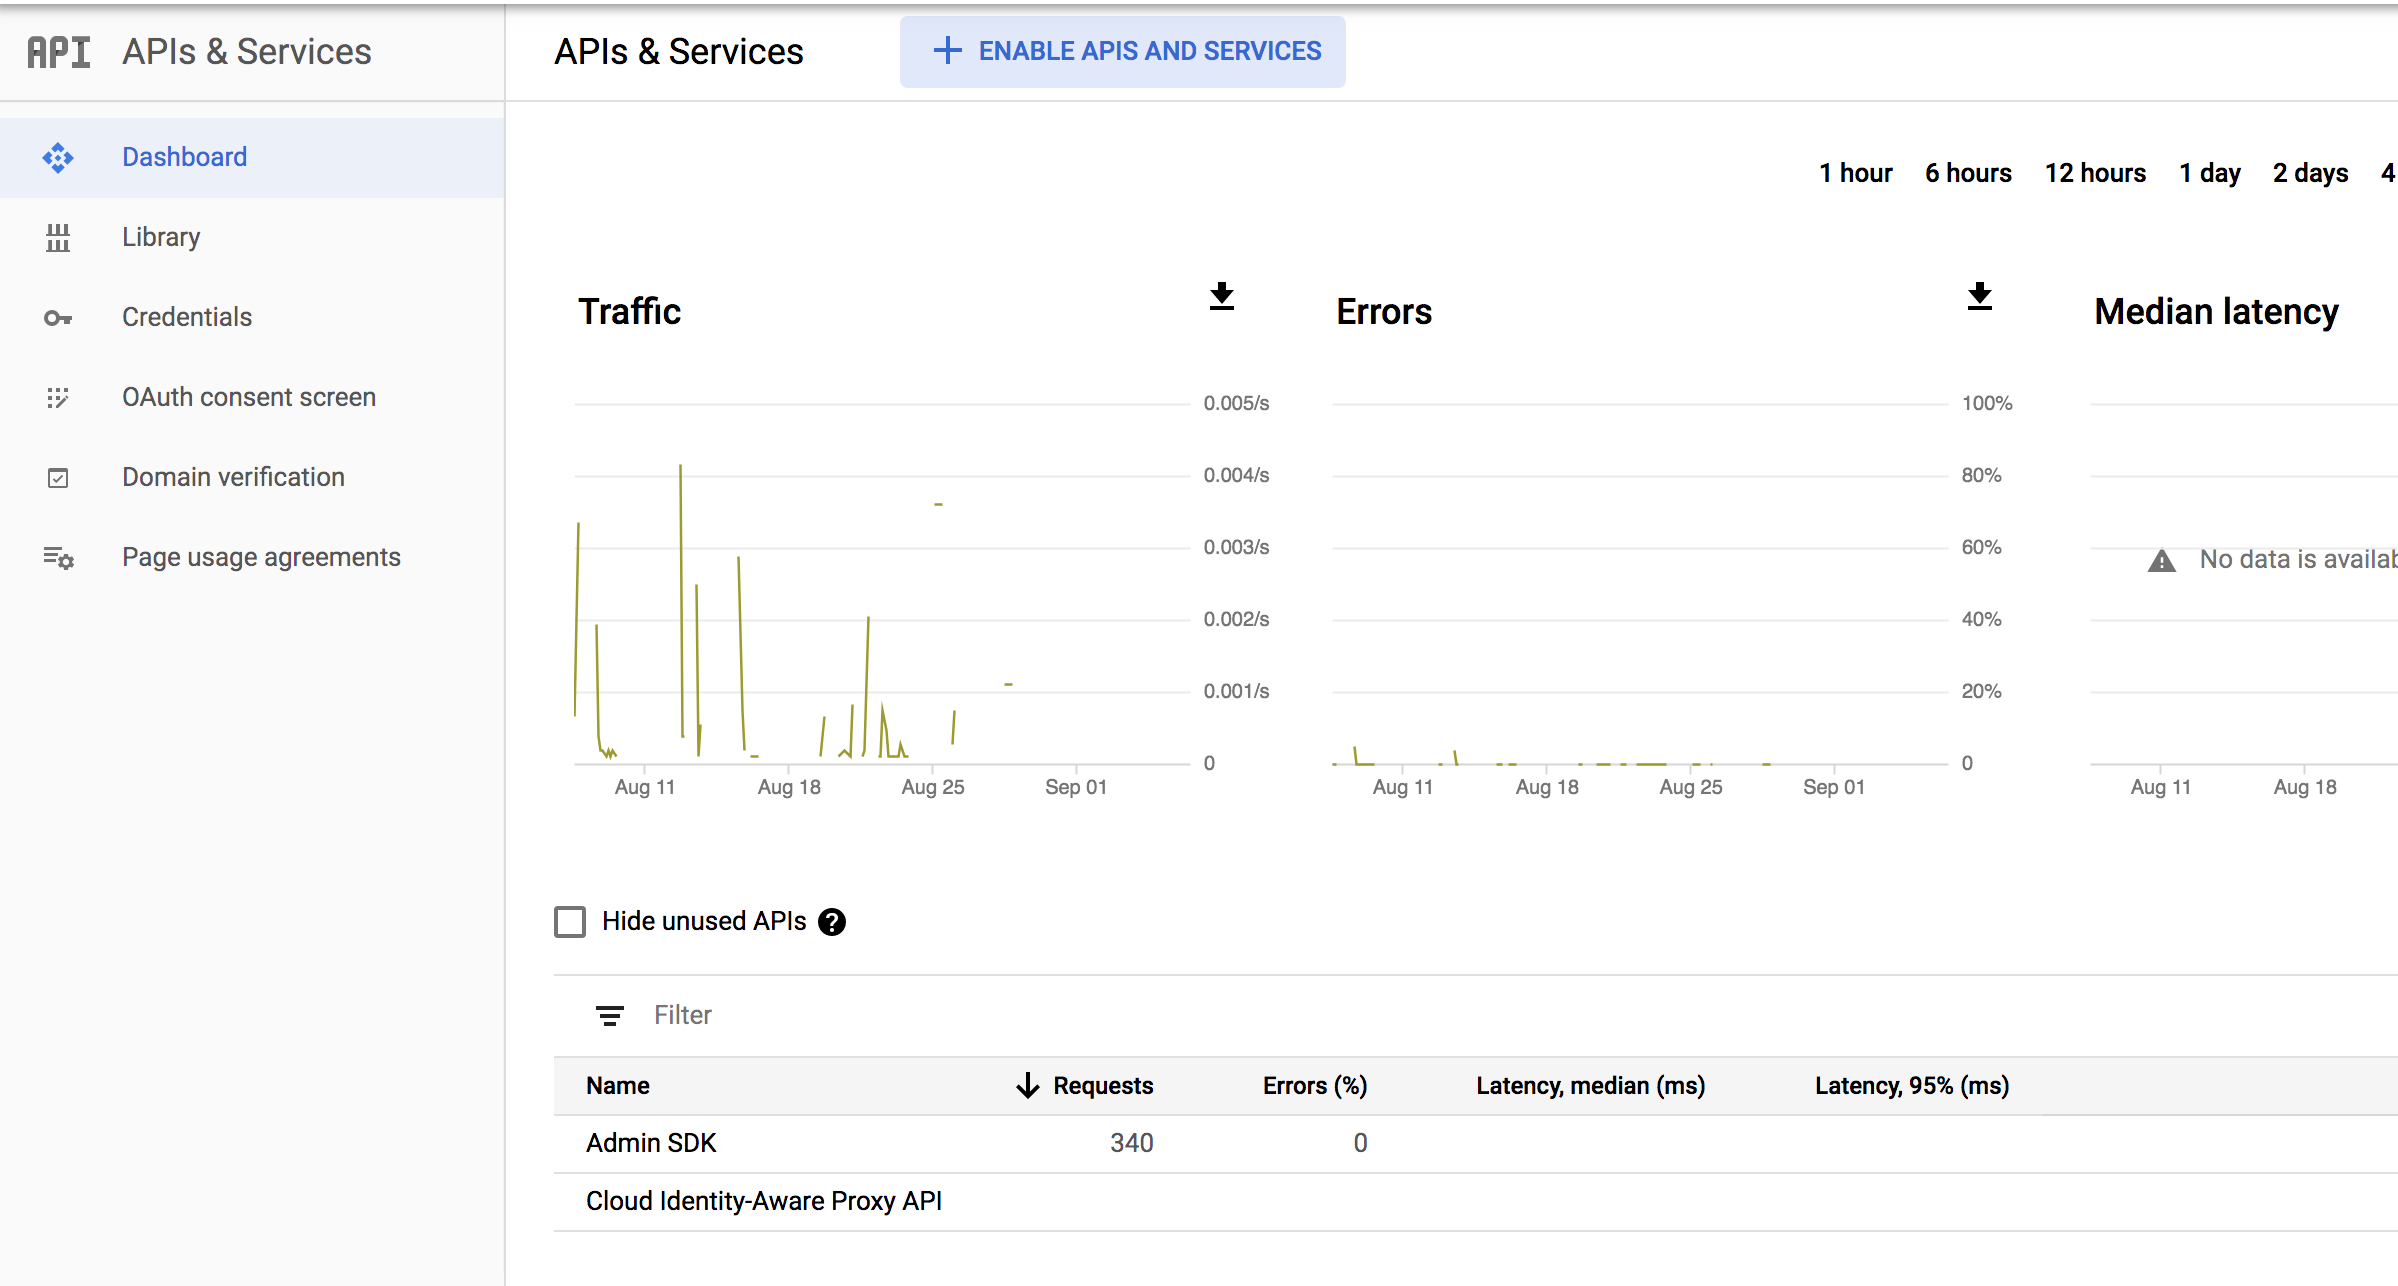 API APIs & Services
APIs & Services
ENABLE APIS AND SERVICES
Dashboard
Library
Credentials
OAuth consent screen
Domain verification
Page usage agreements
1 hour 6 hours 12 hours 1 day 2 days 4
Traffic
0.005/s
0.004/s
0.003/s
0.002/s
0.001/s
0
Aug 11 Aug 18 Aug 25 Sep 01
Errors
100%
80%
60%
40%
20%
0
Aug 11 Aug 18 Aug 25 Sep 01
Median latency
No data is
Aug 11 Aug 18
Hide unused APIs ?
Filter
Name Requests Errors (%) Latency, median (ms) Latency, 95% (ms)
Admin SDK 340 0
Cloud Identity-Aware Proxy API